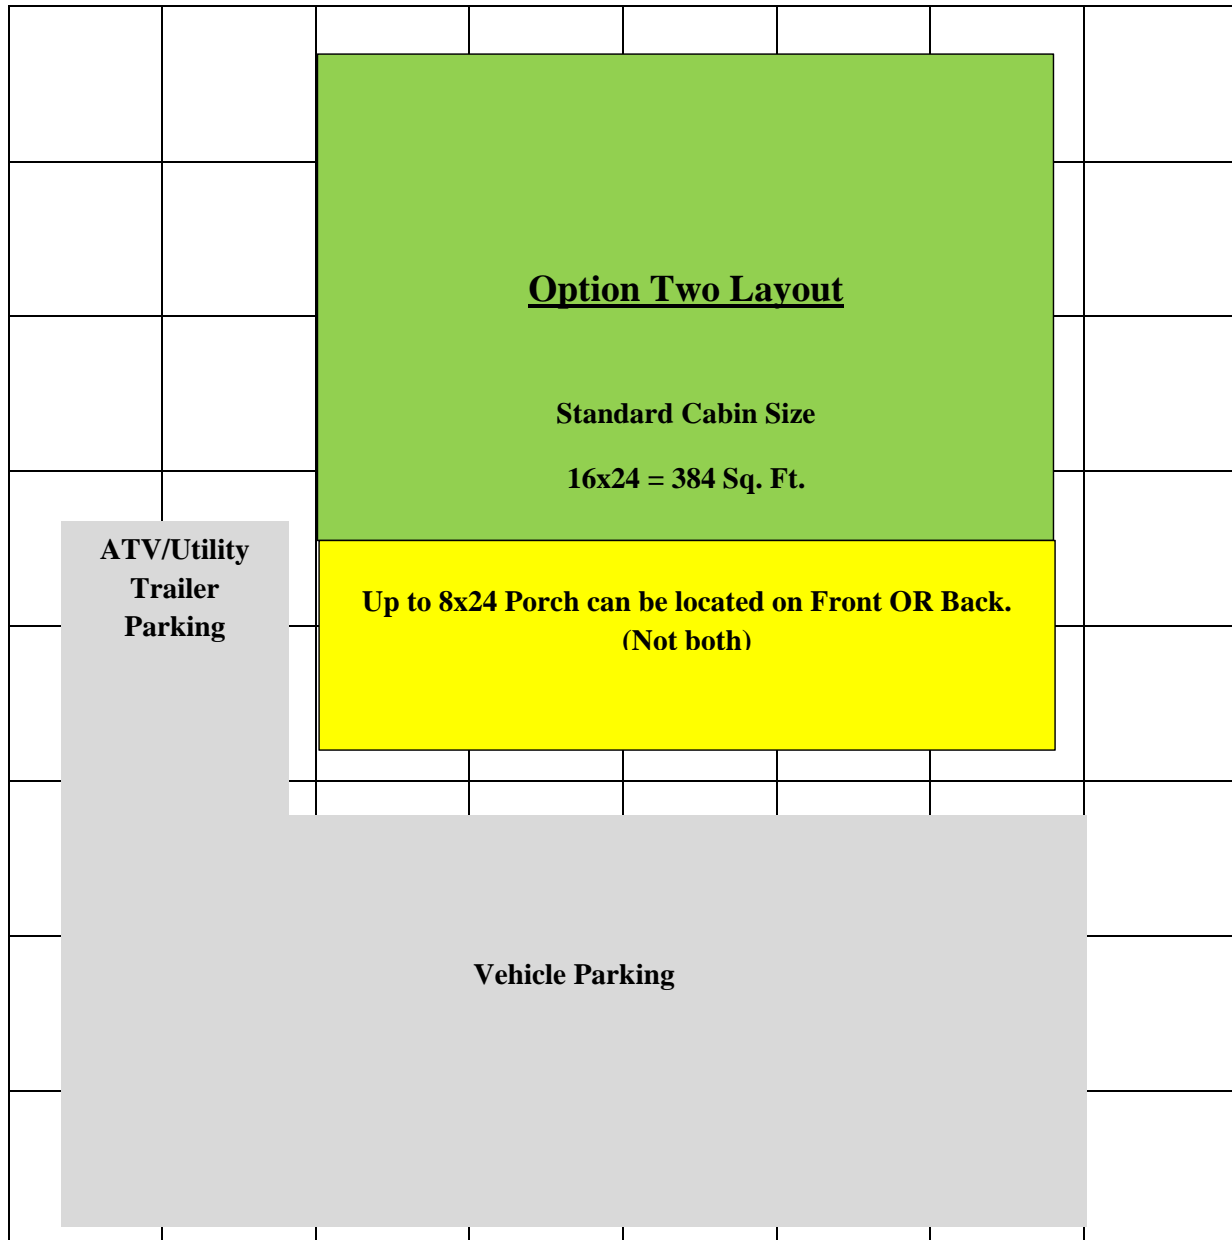 Option Two Layout
Standard Cabin Size
16x24 = 384 Sq. Ft.
ATV/Utility
Trailer
Parking
Up to 8x24 Porch can be located on Front OR Back.
(Not both)
Vehicle Parking